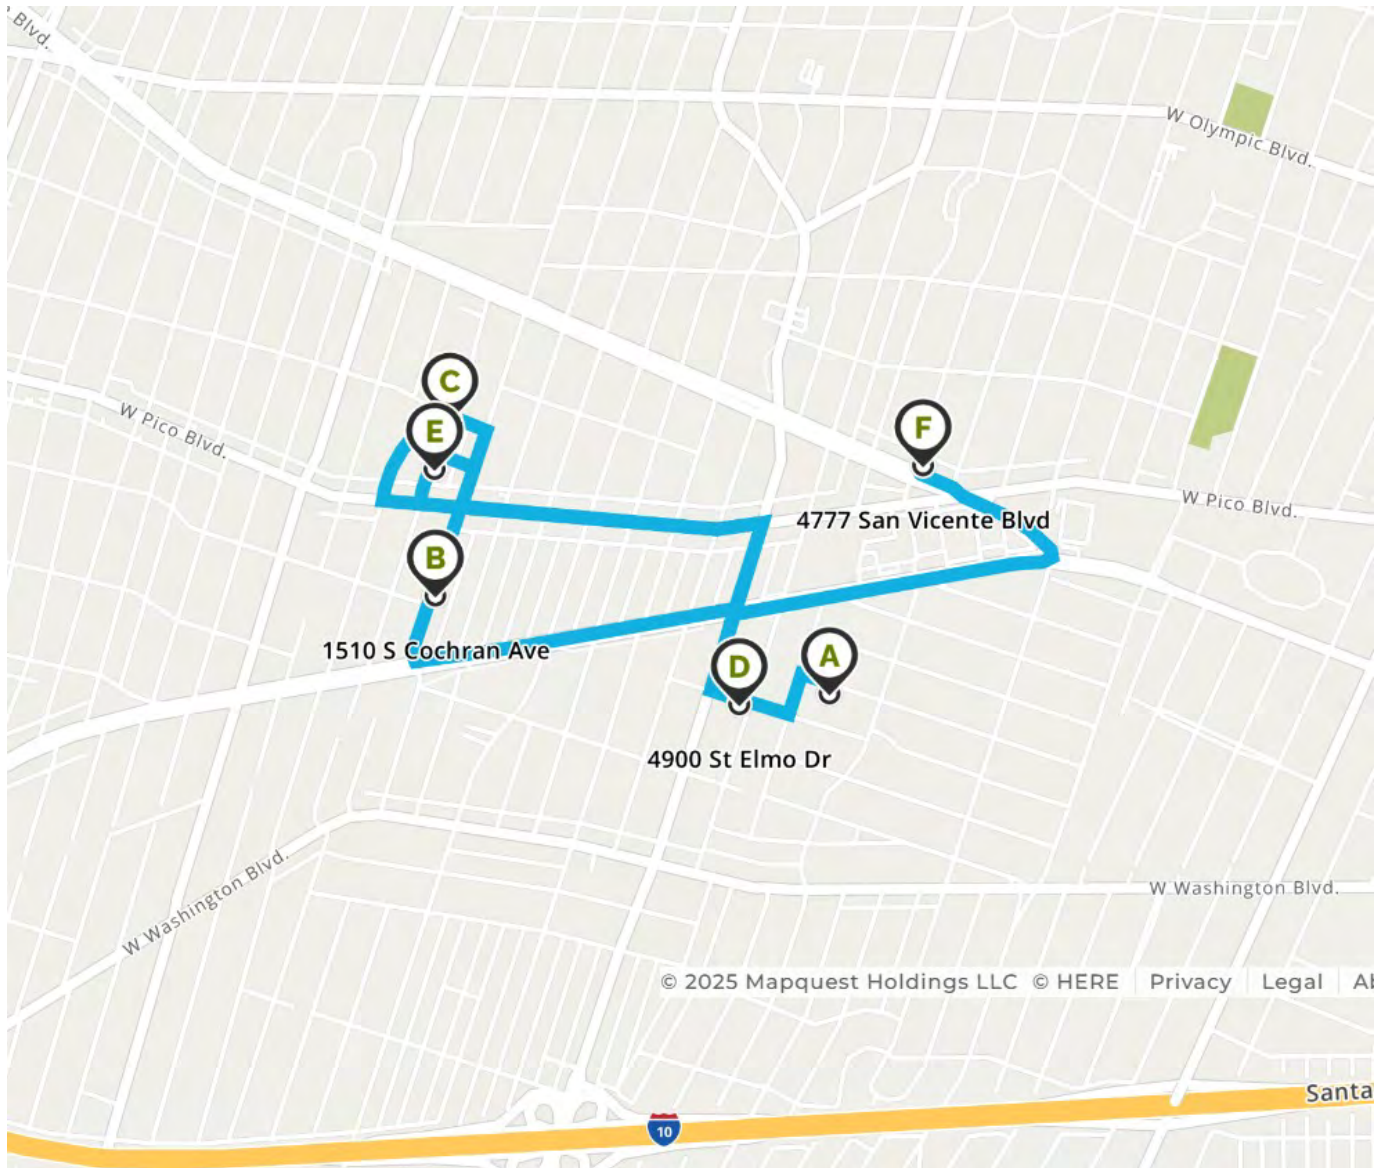 Blvd.
W Olympic Blvd.
C
W Pico Blvd.
E
F
W Pico Blvd.
4777 San Vicente Blvd
B
1510 S Cochran Ave
D
A
4900 St Elmo Dr
W Washington Blvd.
W Washington Blvd.
© 2025 Mapquest Holdings LLC © HERE Privacy Legal Ab
Santa
10